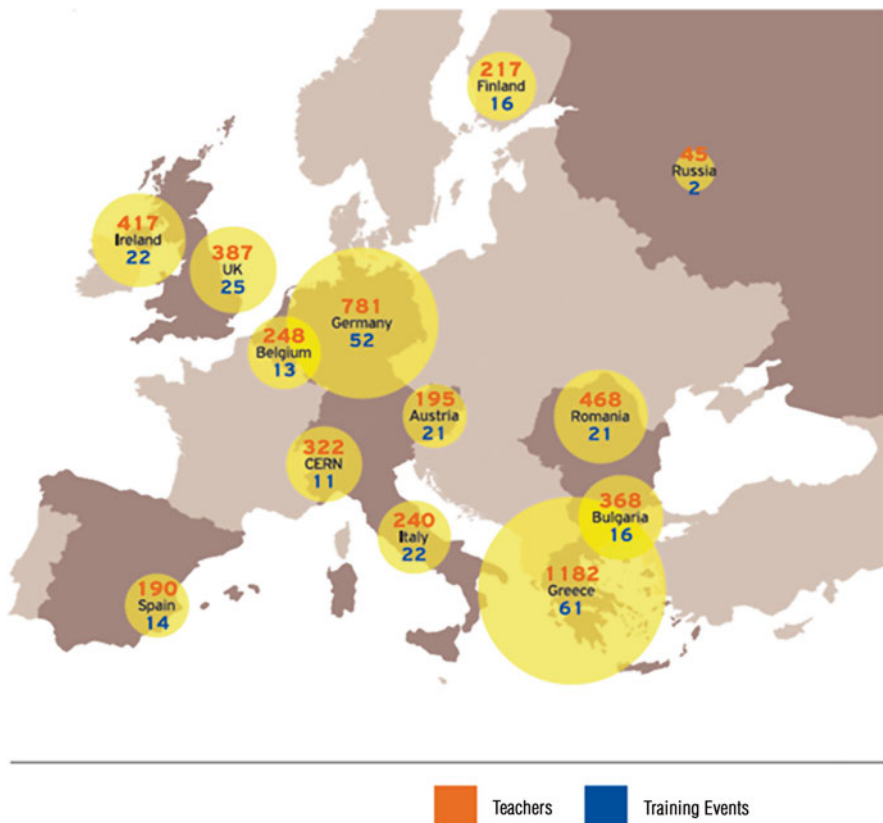 217
Finland
16
45
Russia
2
417
Ireland
22
387
UK
25
781
Germany
52
248
Belgium
13
195
Austria
21
468
Romania
21
322
CERN
11
368
Bulgaria
16
240
Italy
22
1182
Greece
61
190
Spain
14
Teachers
Training Events